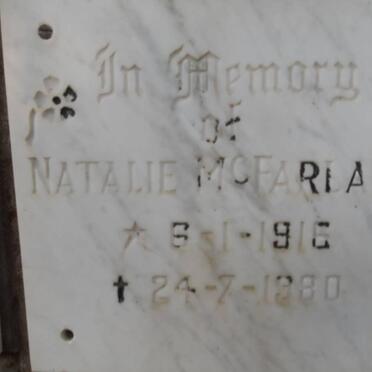 In Memory
of
NATALIE MCFARLA
★ 6-1-1916
✝ 24-7-1980